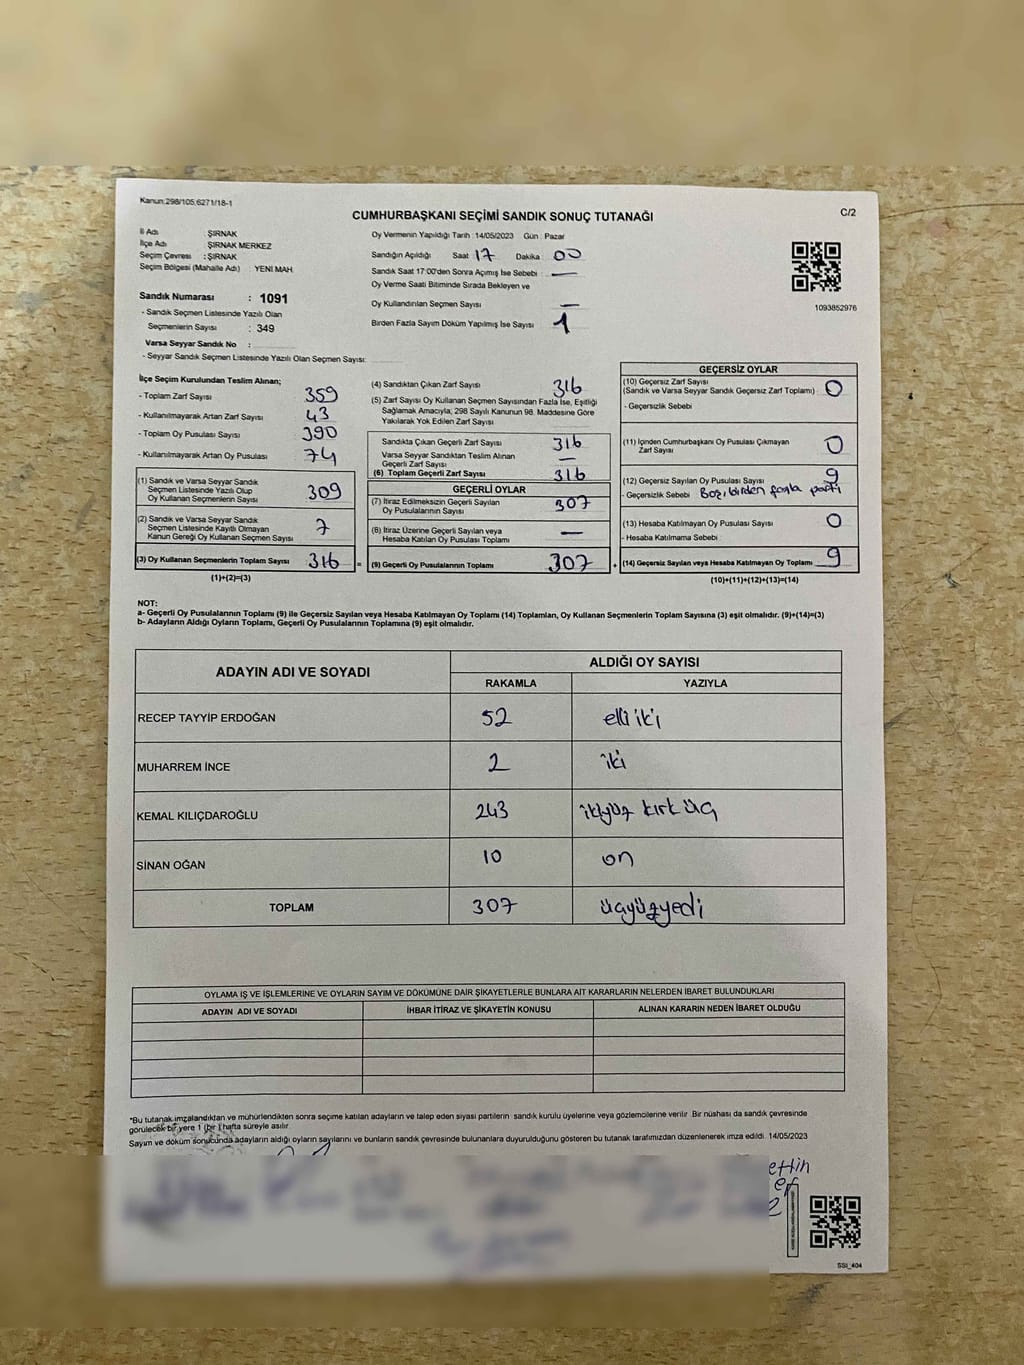 Kanun:298/105,6271/18-1
CUMHURBAŞKANI SEÇİMİ SANDIK SONUÇ TUTANAĞI
C/2
İl Adı : ŞIRNAK
İlçe Adı : ŞIRNAK MERKEZ
Seçim Çevresi : ŞIRNAK
Seçim Bölgesi (Mahalle Adı) YENİ MAH.
Sandık Numarası : 1091
- Sandık Seçmen Listesinde Yazılı Olan
Seçmenlerin Sayısı : 349
Varsa Seyyar Sandık No :
- Seyyar Sandık Seçmen Listesinde Yazılı Olan Seçmen Sayısı:
Oy Vermenin Yapıldığı Tarih : 14/05/2023 Gün : Pazar
Sandığın Açıldığı Saat 17 Dakika 00
Sandık Saat 17:00'den Sonra Açımış İse Sebebi : —
Oy Verme Saati Bitiminde Sırada Bekleyen ve
Oy Kullandırılan Seçmen Sayısı —
Birden Fazla Sayım Döküm Yapılmış İse Sayısı 1
1093852976
İlçe Seçim Kurulundan Teslim Alınan;
- Toplam Zarf Sayısı 359
- Kullanılmayarak Artan Zarf Sayısı 43
- Toplam Oy Pusulası Sayısı 390
- Kullanılmayarak Artan Oy Pusulası 74
(1) Sandık ve Varsa Seyyar Sandık
Seçmen Listesinde Yazılı Olup
Oy Kullanan Seçmenlerin Sayısı 309
(2) Sandık ve Varsa Seyyar Sandık
Seçmen Listesinde Kayıtlı Olmayan
Kanun Gereği Oy Kullanan Seçmen Sayısı 7
(3) Oy Kullanan Seçmenlerin Toplam Sayısı 316
(1)+(2)=(3)
(4) Sandıktan Çıkan Zarf Sayısı 316
(5) Zarf Sayısı Oy Kullanan Seçmen Sayısından Fazla İse, Eşitliği
Sağlamak Amacıyla; 298 Sayılı Kanunun 98. Maddesine Göre
Yakılarak Yok Edilen Zarf Sayısı
Sandıkta Çıkan Geçerli Zarf Sayısı 316
Varsa Seyyar Sandıktan Teslim Alınan
Geçerli Zarf Sayısı —
(6) Toplam Geçerli Zarf Sayısı 316
GEÇERLİ OYLAR
(7) İtiraz Edilmeksizin Geçerli Sayılan
Oy Pusulalarının Sayısı 307
(8) İtiraz Üzerine Geçerli Sayılan veya
Hesaba Katılan Oy Pusulası Toplamı —
= (9) Geçerli Oy Pusulalarının Toplamı 307
GEÇERSİZ OYLAR
(10) Geçersiz Zarf Sayısı
(Sandık ve Varsa Seyyar Sandık Geçersiz Zarf Toplamı) 0
- Geçersizlik Sebebi
(11) İçinden Cumhurbaşkanı Oy Pusulası Çıkmayan
Zarf Sayısı 0
(12) Geçersiz Sayılan Oy Pusulası Sayısı 9
- Geçersizlik Sebebi Boş, birden fazla parti
(13) Hesaba Katılmayan Oy Pusulası Sayısı 0
- Hesaba Katılmama Sebebi
+ (14) Geçersiz Sayılan veya Hesaba Katılmayan Oy Toplamı 9
(10)+(11)+(12)+(13)=(14)
NOT:
a- Geçerli Oy Pusulalarının Toplamı (9) ile Geçersiz Sayılan veya Hesaba Katılmayan Oy Toplamı (14) Toplamları, Oy Kullanan Seçmenlerin Toplam Sayısına (3) eşit olmalıdır. (9)+(14)=(3)
b- Adayların Aldığı Oyların Toplamı, Geçerli Oy Pusulalarının Toplamına (9) eşit olmalıdır.
ADAYIN ADI VE SOYADI
ALDIĞI OY SAYISI
RAKAMLA YAZIYLA
RECEP TAYYİP ERDOĞAN 52 elli iki
MUHARREM İNCE 2 iki
KEMAL KILIÇDAROĞLU 243 ikiyüz kırk üç
SİNAN OĞAN 10 on
TOPLAM 307 üçyüzyedi
OYLAMA İŞ VE İŞLEMLERİNE VE OYLARIN SAYIM VE DÖKÜMÜNE DAİR ŞİKAYETLERLE BUNLARA AİT KARARLARIN NELERDEN İBARET BULUNDUKLARI
ADAYIN ADI VE SOYADI İHBAR İTİRAZ VE ŞİKAYETİN KONUSU ALINAN KARARIN NEDEN İBARET OLDUĞU
*Bu tutanak imzalandıktan ve mühürlendikten sonra seçime katılan adayların ve talep eden siyasi partilerin sandık kurulu üyelerine veya gözlemcilerine verilir. Bir nüshası da sandık çevresinde
görülecek bir yere 1 (bir ) hafta süreyle asılır.
Sayım ve döküm sonucunda adayların aldığı oyların sayılarını ve bunların sandık çevresinde bulunanlara duyurulduğunu gösteren bu tutanak tarafımızdan düzenlenerek imza edildi. 14/05/2023
ettin
SSI_404